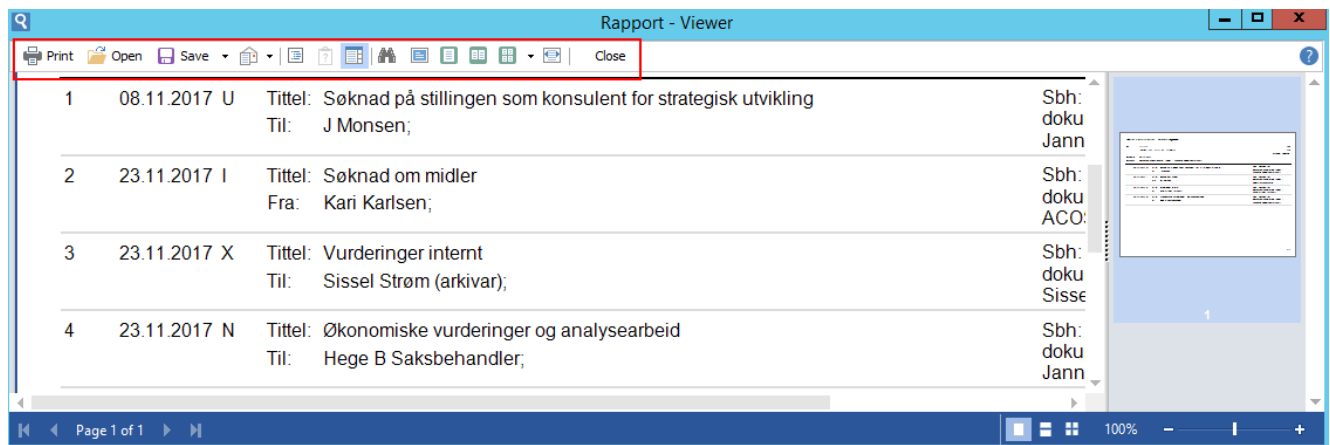 Rapport - Viewer
Print Open Save Close
1 08.11.2017 U Tittel: Søknad på stillingen som konsulent for strategisk utvikling Sbh:
Til: J Monsen; doku
Jann
2 23.11.2017 I Tittel: Søknad om midler Sbh:
Fra: Kari Karlsen; doku
ACOS
3 23.11.2017 X Tittel: Vurderinger internt Sbh:
Til: Sissel Strøm (arkivar); doku
Sisse
4 23.11.2017 N Tittel: Økonomiske vurderinger og analysearbeid Sbh:
Til: Hege B Saksbehandler; doku
Jann
1
Page 1 of 1 100%